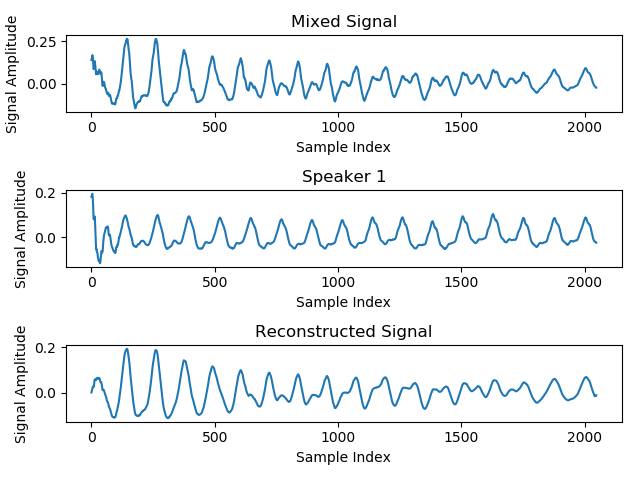 Mixed Signal
Signal Amplitude
0.25
0.00
0
500
1000
1500
2000
Sample Index
Speaker 1
Signal Amplitude
0.2
0.0
0
500
1000
1500
2000
Sample Index
Reconstructed Signal
Signal Amplitude
0.2
0.0
0
500
1000
1500
2000
Sample Index